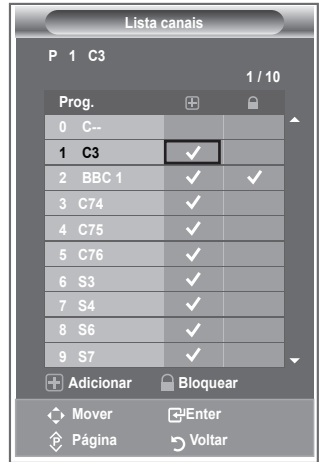 Lista canais
P 1 C3
1 / 10
Prog.
0 C--
1 C3
2 BBC 1
3 C74
4 C75
5 C76
6 S3
7 S4
8 S6
9 S7
Adicionar Bloquear
Mover Enter
P Página Voltar